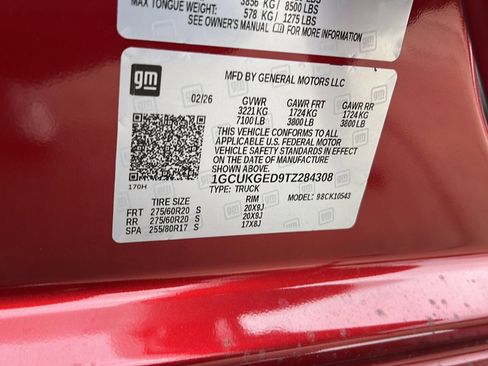 3856 KG / 8500 LBS
MAX TONGUE WEIGHT: 578 KG / 1275 LBS
SEE OWNER'S MANUAL FOR ADDITIONAL INFORMATION
gm
MFD BY GENERAL MOTORS LLC
02/26 GVWR GAWR FRT GAWR RR
3221 KG 1724 KG 1724 KG
7100 LB 3800 LB 3800 LB
THIS VEHICLE CONFORMS TO ALL
APPLICABLE U.S. FEDERAL MOTOR
VEHICLE SAFETY STANDARDS IN EFFECT
ON THE DATE OF MANUFACTURE
SHOWN ABOVE.
1GCUKGED9TZ284308
TYPE: TRUCK MODEL: 98CK10543
170H
TIRE SIZE RIM
FRT 275/60R20 S 20X9J
RR 275/60R20 S 20X9J
SPA 255/80R17 S 17X8J